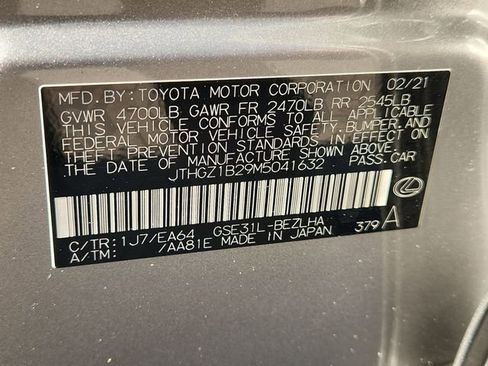 MFD. BY: TOYOTA MOTOR CORPORATION 02/21
GVWR 4700LB GAWR FR 2470LB RR 2545LB
THIS VEHICLE CONFORMS TO ALL APPLICABLE
FEDERAL MOTOR VEHICLE SAFETY, BUMPER, AND
THEFT PREVENTION STANDARDS IN EFFECT ON
THE DATE OF MANUFACTURE SHOWN ABOVE.
JTHGZ1B29M5041632 PASS.CAR
C/TR: 1J7/EA64 GSE31L-BEZLHA
A/TM: /AA81E MADE IN JAPAN 379 A